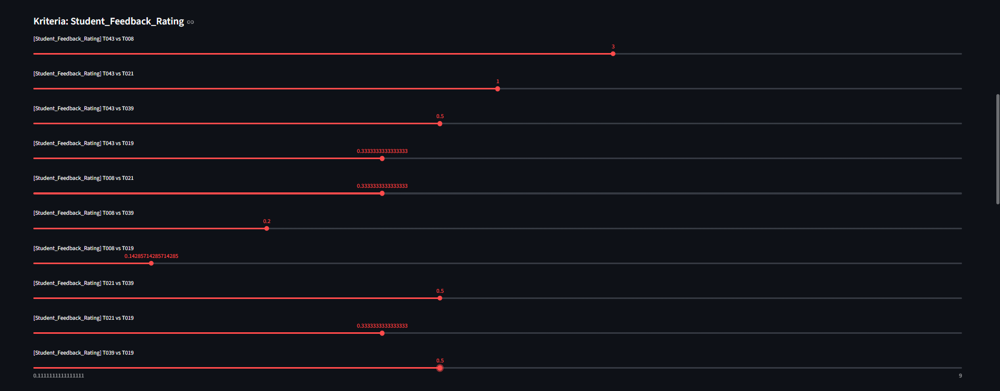 Kriteria: Student_Feedback_Rating
[Student_Feedback_Rating] T043 vs T008
3
[Student_Feedback_Rating] T043 vs T021
1
[Student_Feedback_Rating] T043 vs T039
0.5
[Student_Feedback_Rating] T043 vs T019
0.3333333333333333
[Student_Feedback_Rating] T008 vs T021
0.3333333333333333
[Student_Feedback_Rating] T008 vs T039
0.2
[Student_Feedback_Rating] T008 vs T019
0.14285714285714285
[Student_Feedback_Rating] T021 vs T039
0.5
[Student_Feedback_Rating] T021 vs T019
0.3333333333333333
[Student_Feedback_Rating] T039 vs T019
0.5
0.1111111111111111
9